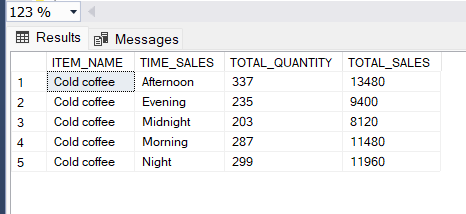 123 %
Results Messages
ITEM_NAME TIME_SALES TOTAL_QUANTITY TOTAL_SALES
1 Cold coffee Afternoon 337 13480
2 Cold coffee Evening 235 9400
3 Cold coffee Midnight 203 8120
4 Cold coffee Morning 287 11480
5 Cold coffee Night 299 11960